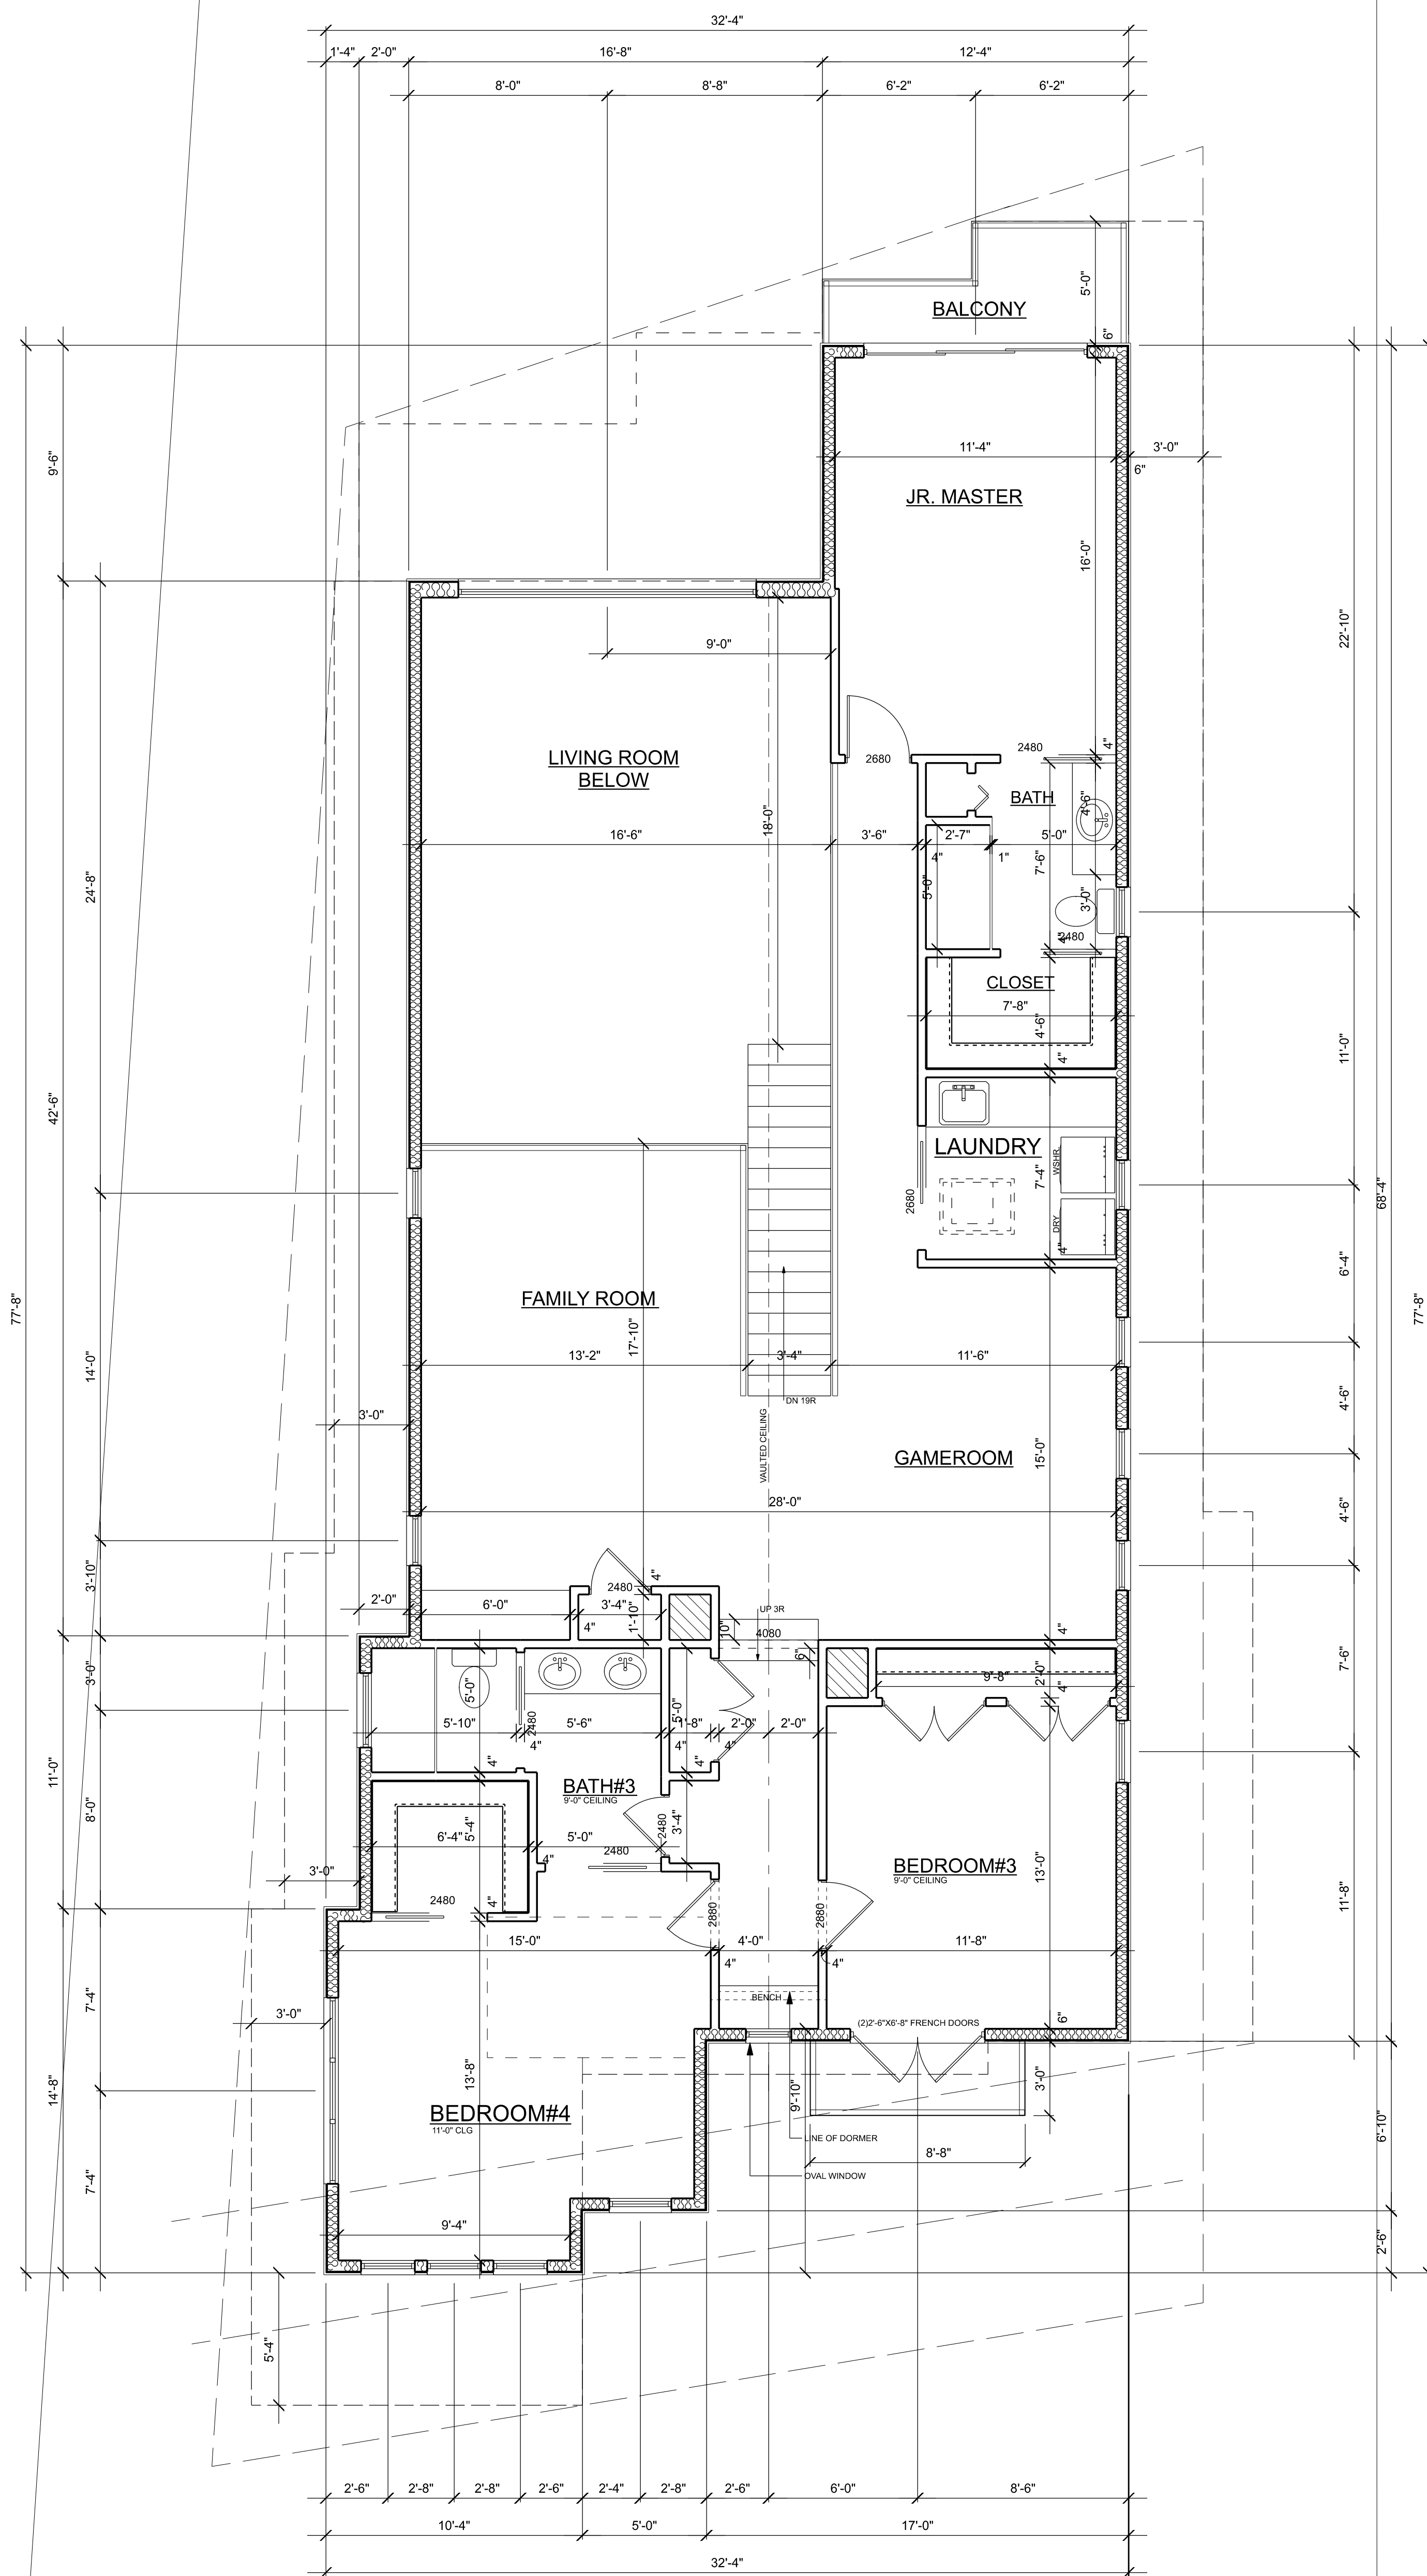 32'-4"
1'-4" 2'-0" 16'-8" 12'-4"
8'-0" 8'-8" 6'-2" 6'-2"
5'-0"
BALCONY
6"
9'-6"
11'-4" 3'-0"
6"
JR. MASTER
16'-0"
22'-10"
9'-0"
2480 4"
2680
LIVING ROOM
BELOW
BATH
4'-6"
18'-0"
16'-6" 3'-6" 2'-7" 5'-0"
4" 1"
7'-6"
24'-8"
5'-0"
3'-0"
2480
4"
CLOSET
7'-8"
4'-6"
11'-0"
4"
42'-6"
LAUNDRY
WSHR.
7'-4"
68'-4"
2680
DRY
4"
6'-4"
FAMILY ROOM
77'-8"
77'-8"
17'-10"
13'-2" 3'-4" 11'-6"
14'-0"
DN 19R
4'-6"
3'-0"
VAULTED CEILING
GAMEROOM
15'-0"
28'-0"
4'-6"
3'-10"
4"
2480
2'-0" 6'-0" 3'-4"
UP 3R
4" 1'-10"
10" 4080
4"
6"
7'-6"
3'-0"
2'-0"
9'-8"
4"
5'-0"
5'-0"
5'-10" 2480 5'-6" 1'-8" 2'-0" 2'-0"
4" 4" 4"
4" 4"
11'-0"
BATH#3
9'-0" CEILING
8'-0"
5'-4"
2480 3'-4"
6'-4" 5'-0"
4" 2480
3'-0"
BEDROOM#3
9'-0" CEILING
13'-0"
11'-8"
2480 4"
2880 2880
15'-0" 4'-0" 11'-8"
4" 4"
BENCH
7'-4"
3'-0"
(2)2'-6"X6'-8" FRENCH DOORS
6"
13'-8"
3'-0"
14'-8"
9'-10"
BEDROOM#4
11'-0" CLG
6'-10"
LINE OF DORMER
8'-8"
7'-4"
OVAL WINDOW
9'-4"
2'-6"
5'-4"
2'-6" 2'-8" 2'-8" 2'-6" 2'-4" 2'-8" 2'-6" 6'-0" 8'-6"
10'-4" 5'-0" 17'-0"
32'-4"